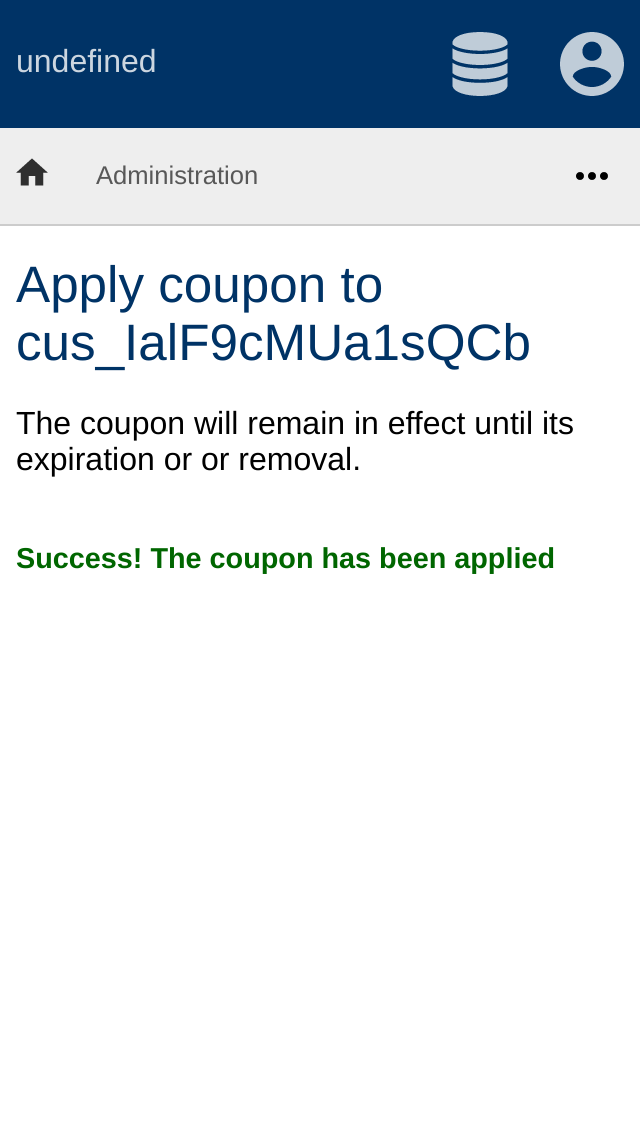 undefined
Administration
Apply coupon to
cus_IalF9cMUa1sQCb
The coupon will remain in effect until its
expiration or or removal.
Success! The coupon has been applied